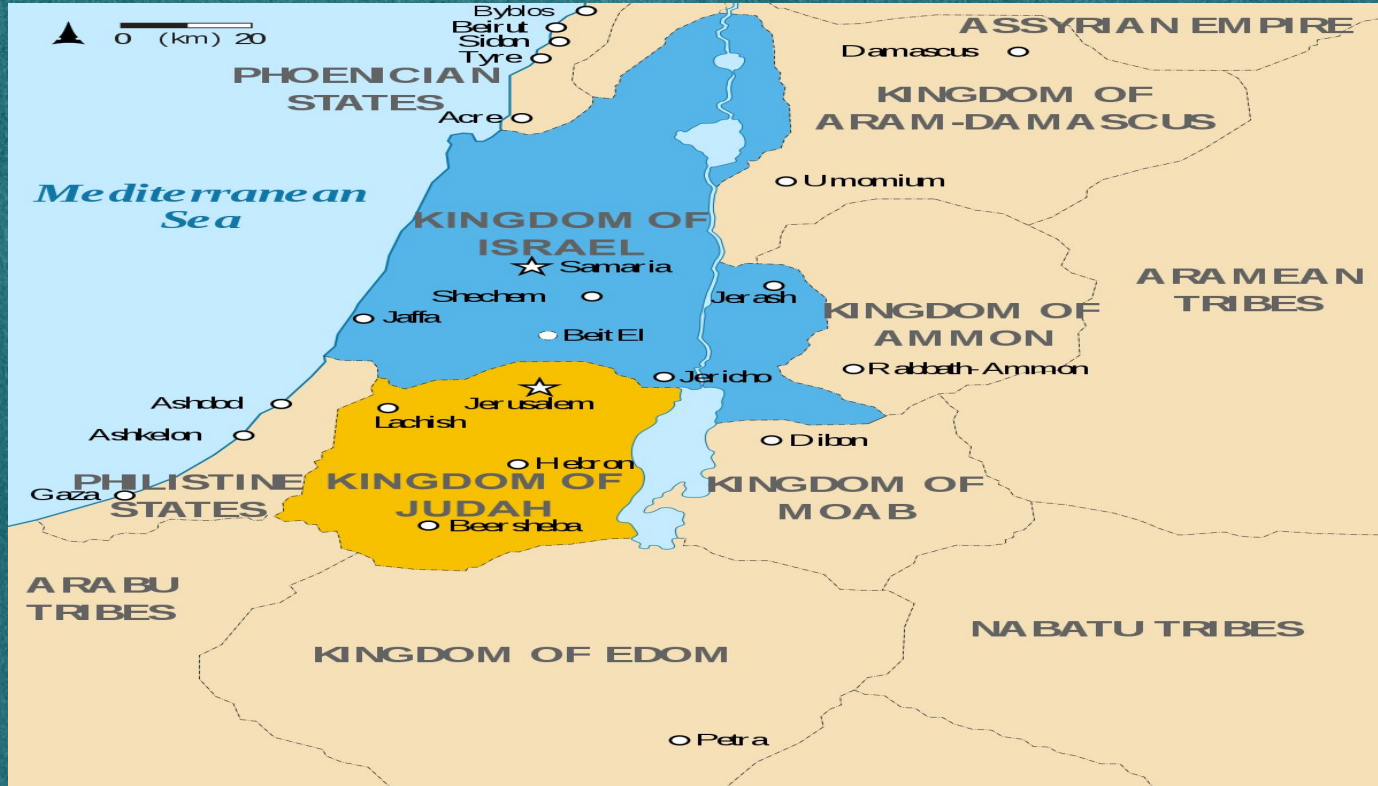 0 (km) 20
Byblos
Beirut
Sidon
Tyre
PHOENICIAN
STATES
Acre
ASSYRIAN EMPIRE
Damascus
KINGDOM OF
ARAM-DAMASCUS
Mediterranean
Sea
Umomium
KINGDOM OF
ISRAEL
Samaria
Shechem
Jaffa
Beit El
Jerash
Jericho
KINGDOM OF
AMMON
Rabbath-Ammon
ARAMEAN
TRIBES
Ashdod
Ashkelon
Gaza
PHILISTINE
STATES
Jerusalem
Lachish
Hebron
KINGDOM OF
JUDAH
Beersheba
Dibon
KINGDOM OF
MOAB
ARABU
TRIBES
NABATU TRIBES
KINGDOM OF EDOM
Petra